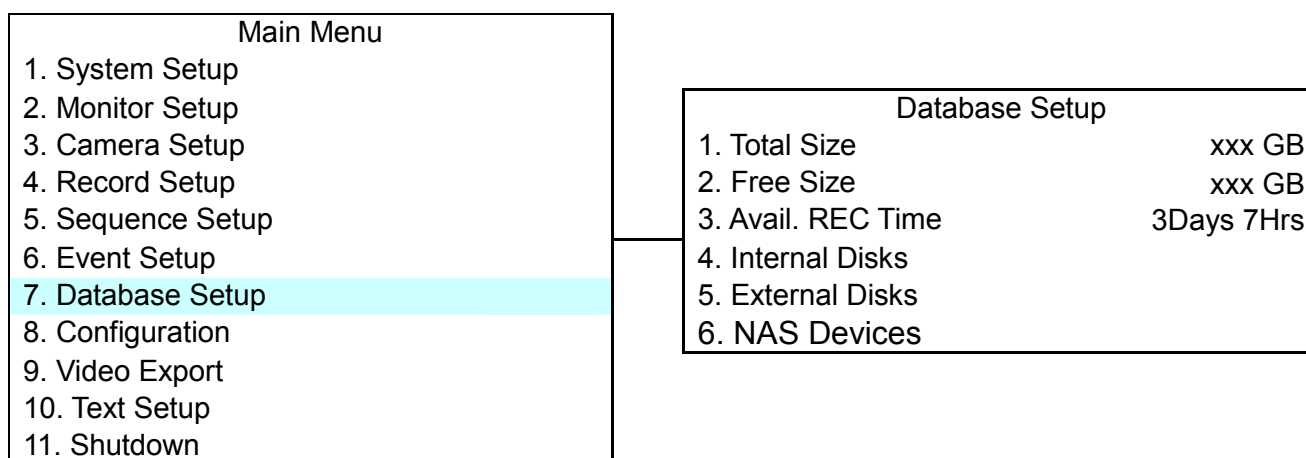 Main Menu
1. System Setup
2. Monitor Setup
3. Camera Setup
4. Record Setup
5. Sequence Setup
6. Event Setup
7. Database Setup
8. Configuration
9. Video Export
10. Text Setup
11. Shutdown
Database Setup
1. Total Size xxx GB
2. Free Size xxx GB
3. Avail. REC Time 3Days 7Hrs
4. Internal Disks
5. External Disks
6. NAS Devices